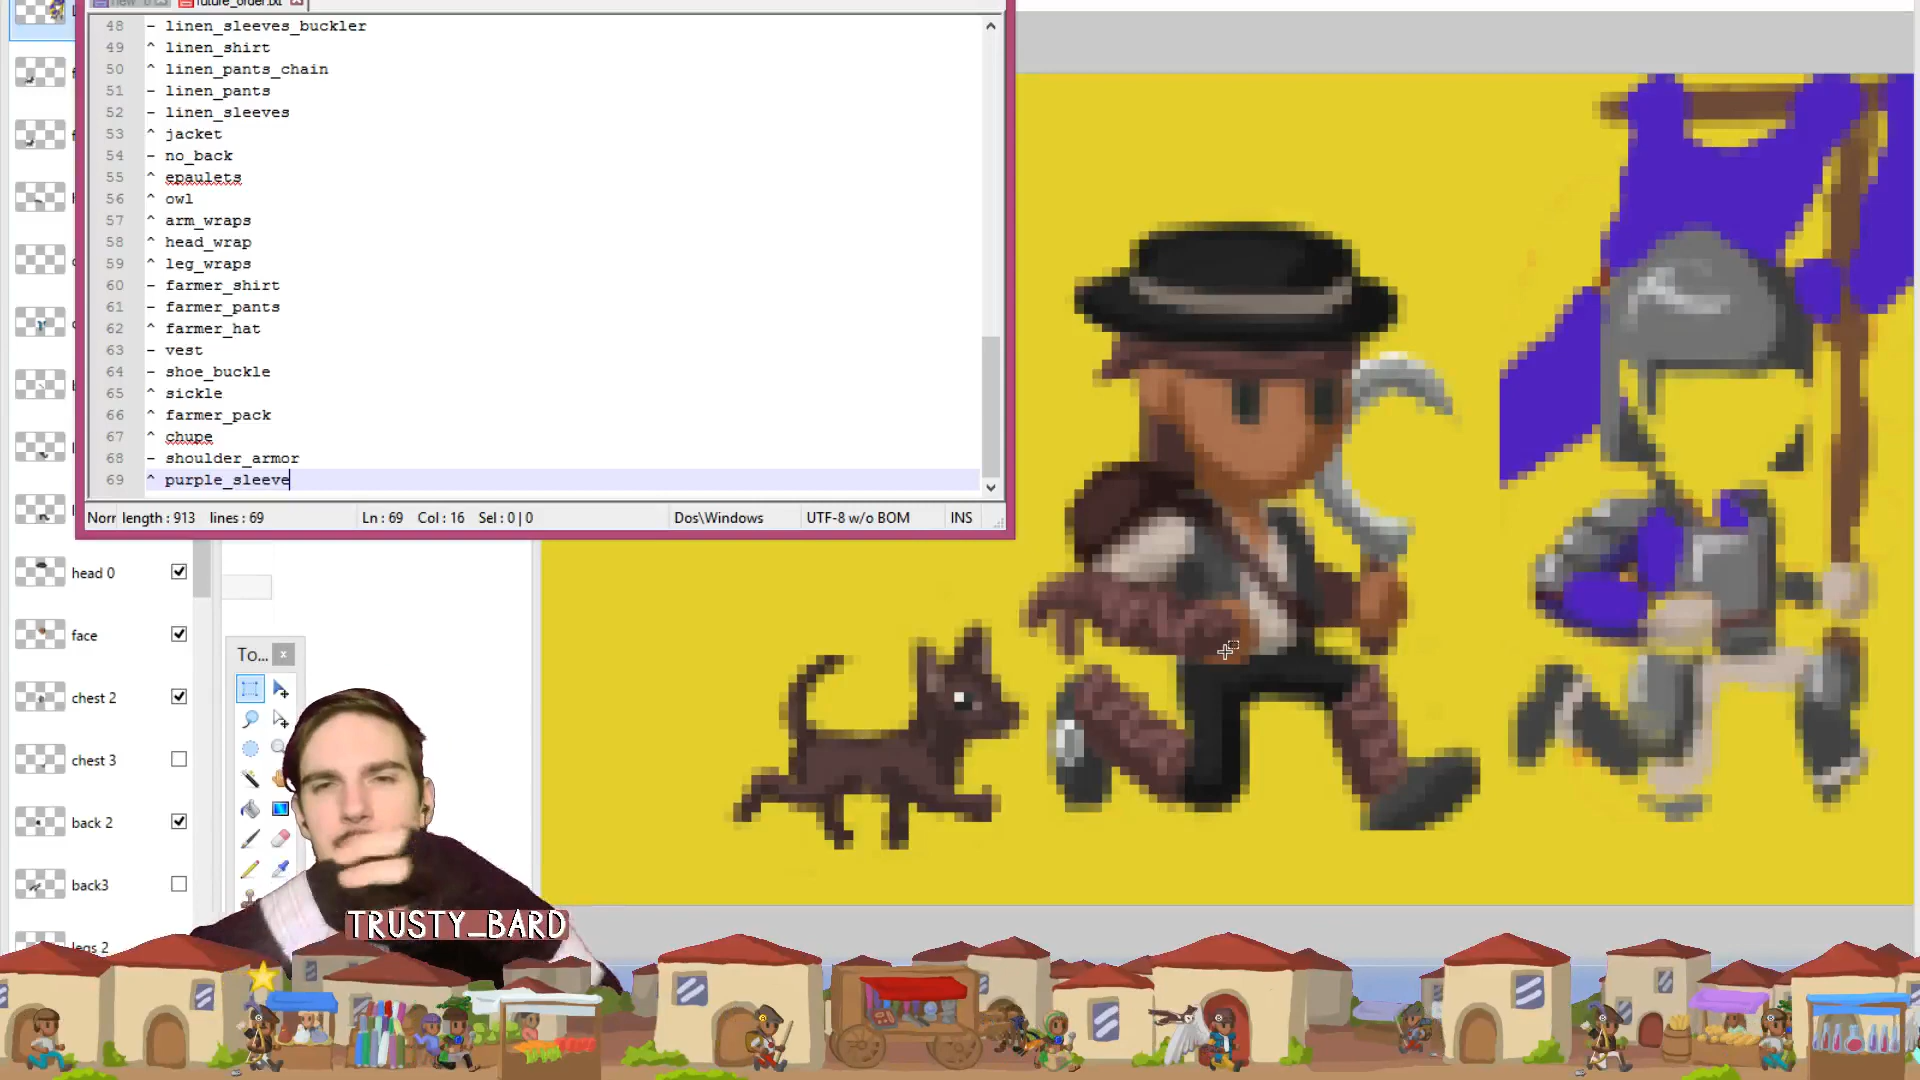 future_order.txt
48 - linen_sleeves_buckler
49 ^ linen_shirt
50 ^ linen_pants_chain
51 - linen_pants
52 - linen_sleeves
53 ^ jacket
54 - no_back
55 ^ epaulets
56 ^ owl
57 ^ arm_wraps
58 ^ head_wrap
59 ^ leg_wraps
60 - farmer_shirt
61 - farmer_pants
62 ^ farmer_hat
63 - vest
64 - shoe_buckle
65 ^ sickle
66 ^ farmer_pack
67 ^ chupe
68 - shoulder_armor
69 ^ purple_sleeve
Norr length : 913 lines : 69 Ln : 69 Col : 16 Sel : 0 | 0 Dos\Windows UTF-8 w/o BOM INS
head 0
face
chest 2
chest 3
back 2
back3
legs 2
To...
TRUSTY_BARD